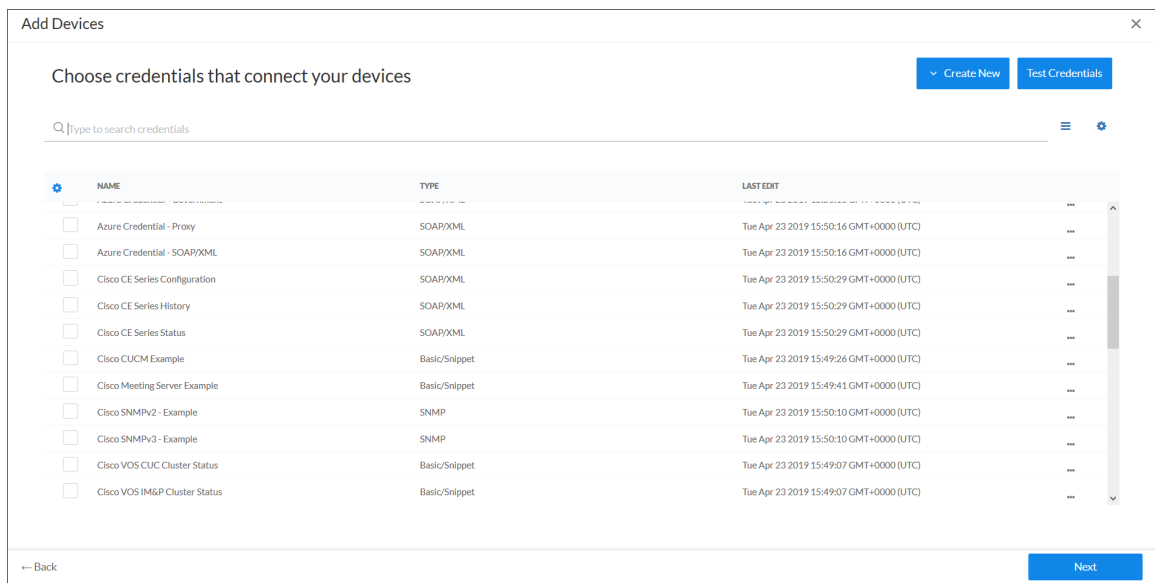 Add Devices
Choose credentials that connect your devices
Create New
Test Credentials
Type to search credentials
NAME TYPE LAST EDIT
Azure Credential - Proxy SOAP/XML Tue Apr 23 2019 15:50:16 GMT+0000 (UTC) ...
Azure Credential - SOAP/XML SOAP/XML Tue Apr 23 2019 15:50:16 GMT+0000 (UTC) ...
Cisco CE Series Configuration SOAP/XML Tue Apr 23 2019 15:50:29 GMT+0000 (UTC) ...
Cisco CE Series History SOAP/XML Tue Apr 23 2019 15:50:29 GMT+0000 (UTC) ...
Cisco CE Series Status SOAP/XML Tue Apr 23 2019 15:50:29 GMT+0000 (UTC) ...
Cisco CUCM Example Basic/Snippet Tue Apr 23 2019 15:49:26 GMT+0000 (UTC) ...
Cisco Meeting Server Example Basic/Snippet Tue Apr 23 2019 15:49:41 GMT+0000 (UTC) ...
Cisco SNMPv2 - Example SNMP Tue Apr 23 2019 15:50:10 GMT+0000 (UTC) ...
Cisco SNMPv3 - Example SNMP Tue Apr 23 2019 15:50:10 GMT+0000 (UTC) ...
Cisco VOS CUC Cluster Status Basic/Snippet Tue Apr 23 2019 15:49:07 GMT+0000 (UTC) ...
Cisco VOS IM&P Cluster Status Basic/Snippet Tue Apr 23 2019 15:49:07 GMT+0000 (UTC) ...
←Back
Next